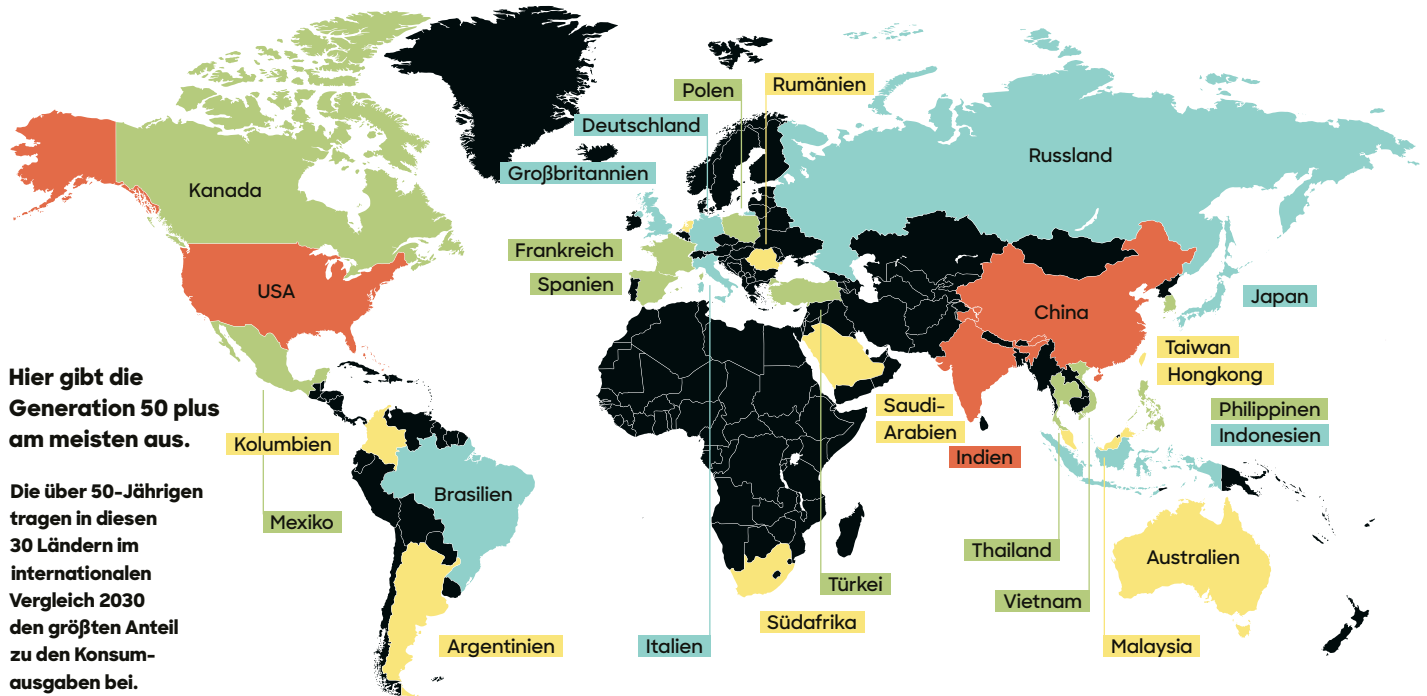 Polen
Rumänien
Deutschland
Großbritannien
Russland
Kanada
Frankreich
Spanien
USA
China
Japan
Taiwan
Hongkong
Hier gibt die
Generation 50 plus
am meisten aus.
Kolumbien
Saudi-
Arabien
Indien
Philippinen
Indonesien
Die über 50-Jährigen
tragen in diesen
30 Ländern im
internationalen
Vergleich 2030
den größten Anteil
zu den Konsum-
ausgaben bei.
Brasilien
Mexiko
Thailand
Australien
Türkei
Vietnam
Südafrika
Argentinien
Italien
Malaysia